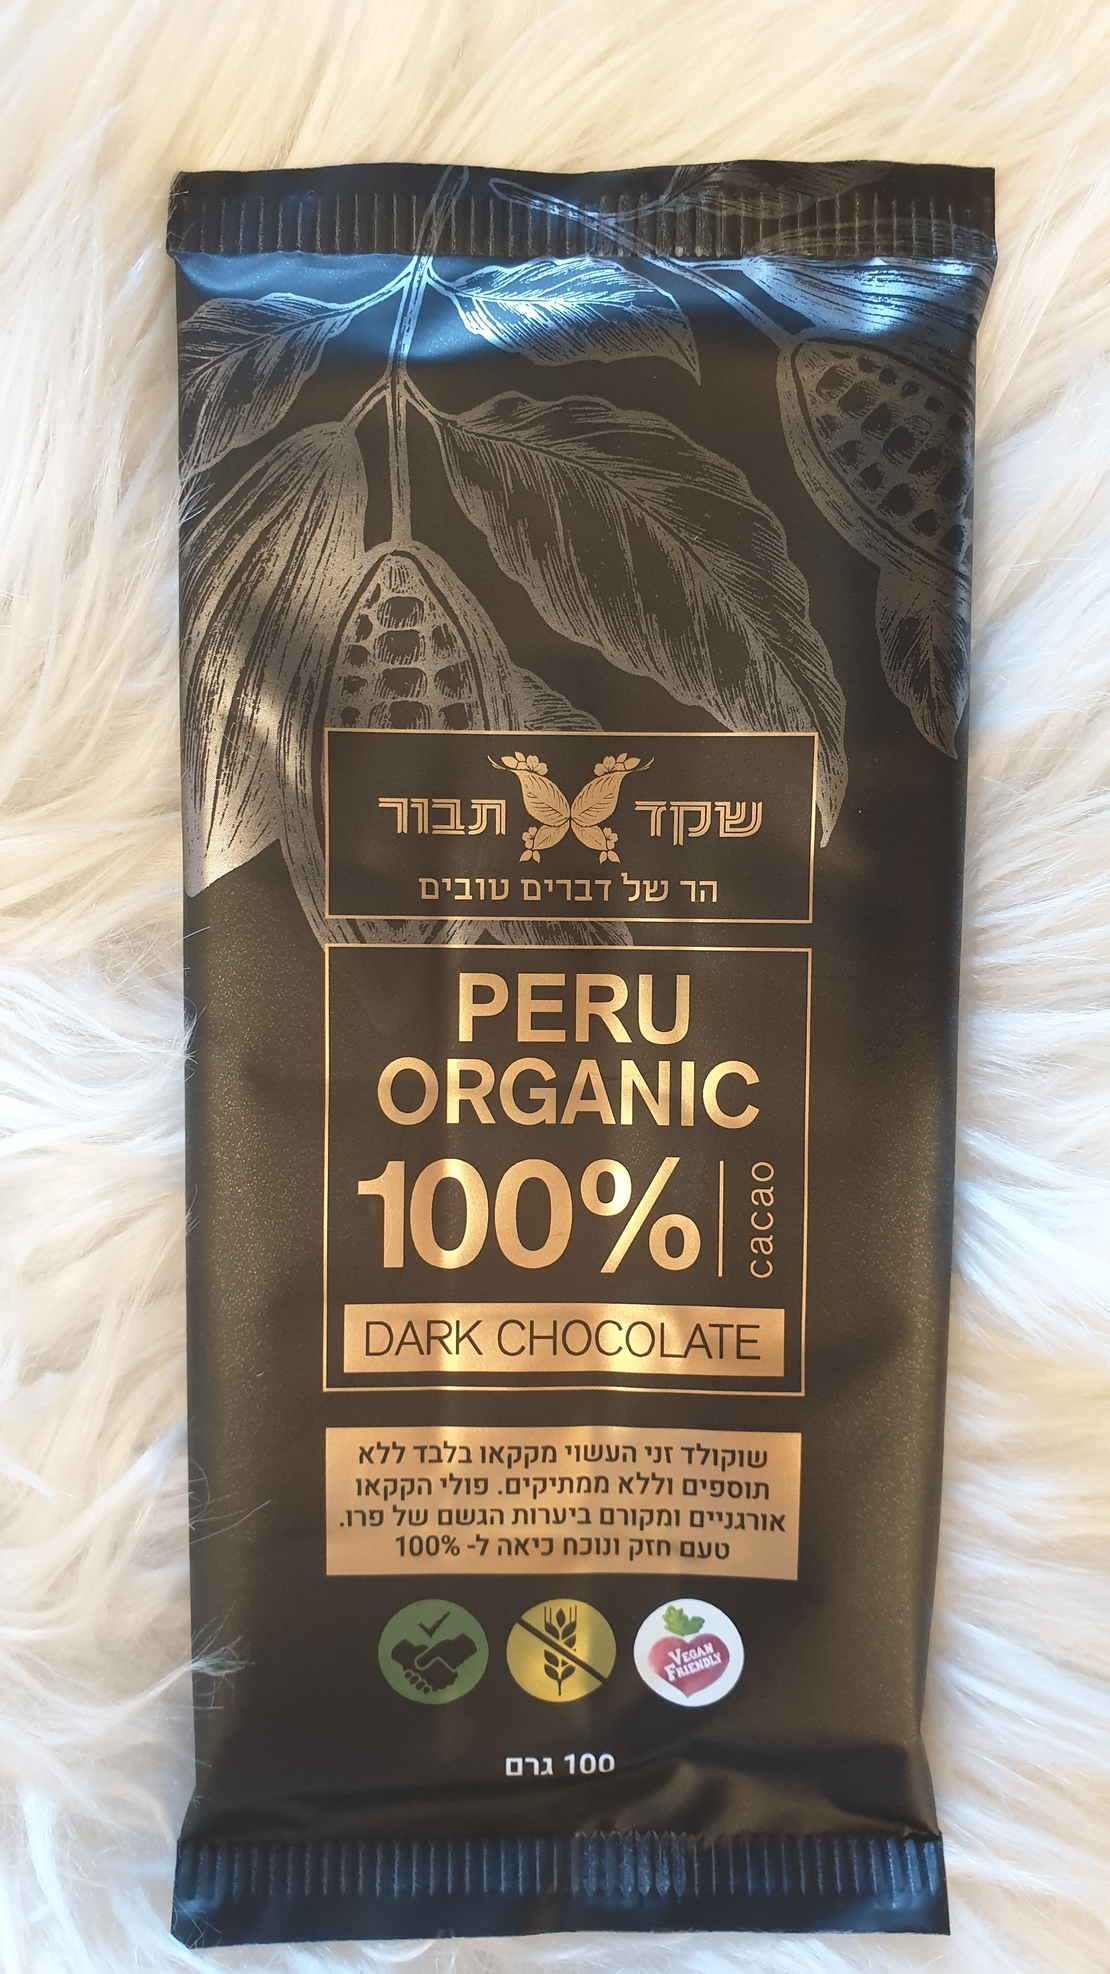 שקד תבור
הר של דברים טובים
PERU
ORGANIC
100% cacao
DARK CHOCOLATE
שוקולד זני העשוי מקקאו בלבד ללא
תוספים וללא ממתיקים. פולי הקקאו
אורגניים ומקורם ביערות הגשם של פרו.
טעם חזק ונוכח כיאה ל- 100%
VEGAN
FRIENDLY
100 גרם